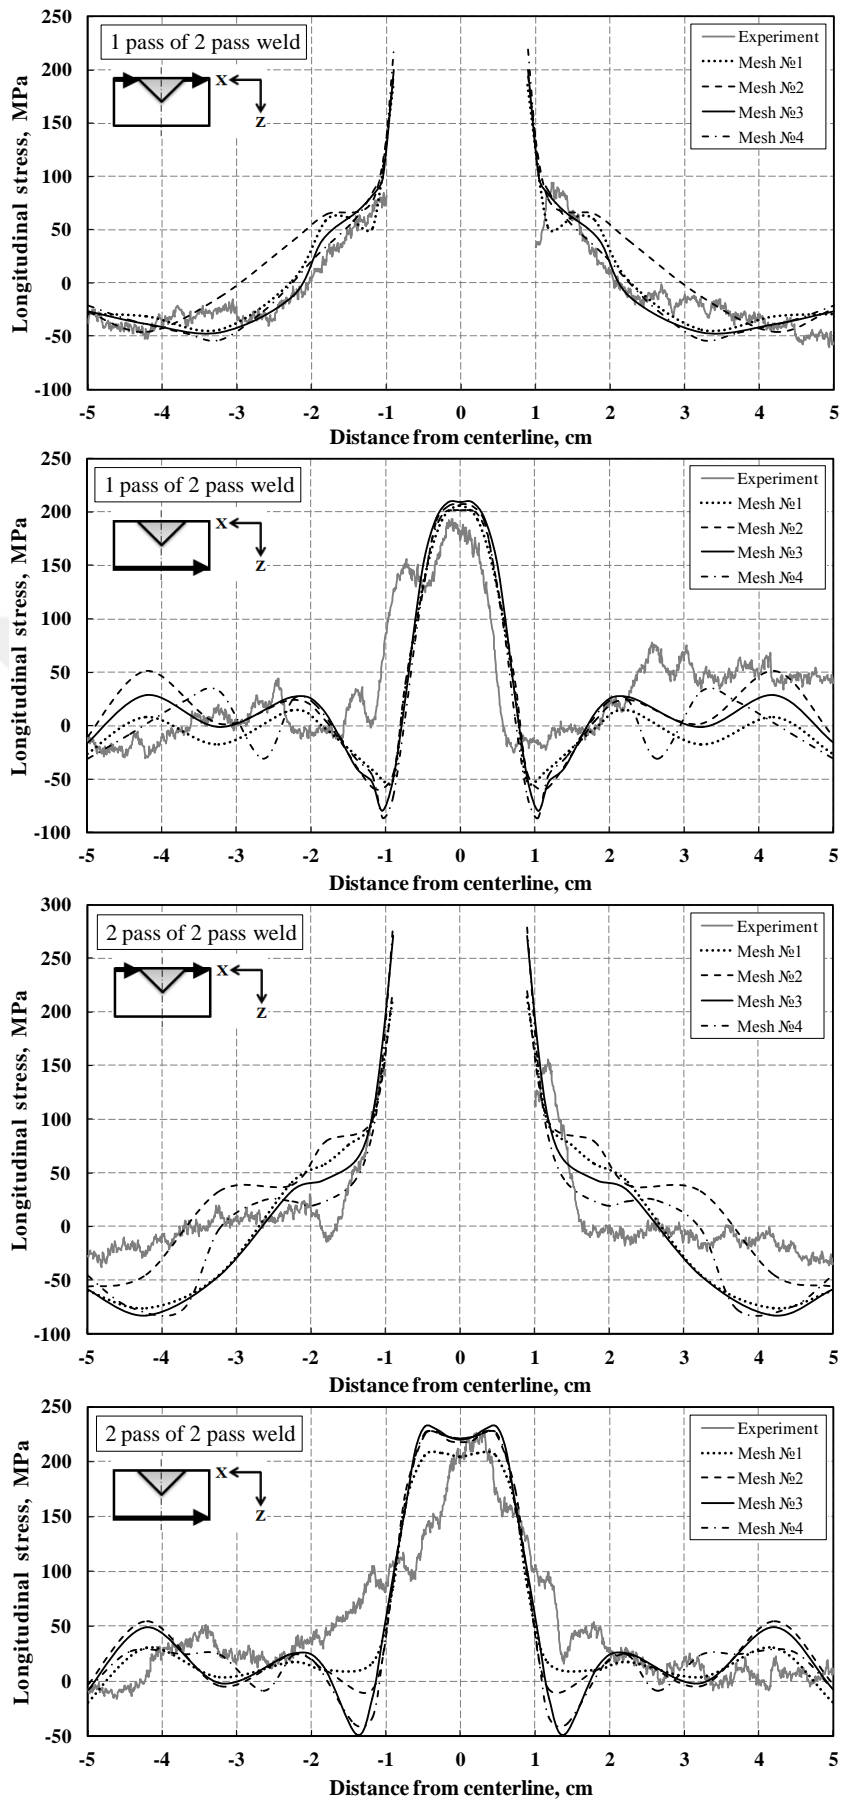 250
200
150
100
50
0
-50
-100
Longitudinal stress, MPa
1 pass of 2 pass weld
X
Z
Experiment
Mesh №1
Mesh №2
Mesh №3
Mesh №4
-5 -4 -3 -2 -1 0 1 2 3 4 5
Distance from centerline, cm
250
200
150
100
50
0
-50
-100
Longitudinal stress, MPa
1 pass of 2 pass weld
X
Z
Experiment
Mesh №1
Mesh №2
Mesh №3
Mesh №4
-5 -4 -3 -2 -1 0 1 2 3 4 5
Distance from centerline, cm
300
250
200
150
100
50
0
-50
-100
Longitudinal stress, MPa
2 pass of 2 pass weld
X
Z
Experiment
Mesh №1
Mesh №2
Mesh №3
Mesh №4
-5 -4 -3 -2 -1 0 1 2 3 4 5
Distance from centerline, cm
250
200
150
100
50
0
-50
Longitudinal stress, MPa
2 pass of 2 pass weld
X
Z
Experiment
Mesh №1
Mesh №2
Mesh №3
Mesh №4
-5 -4 -3 -2 -1 0 1 2 3 4 5
Distance from centerline, cm